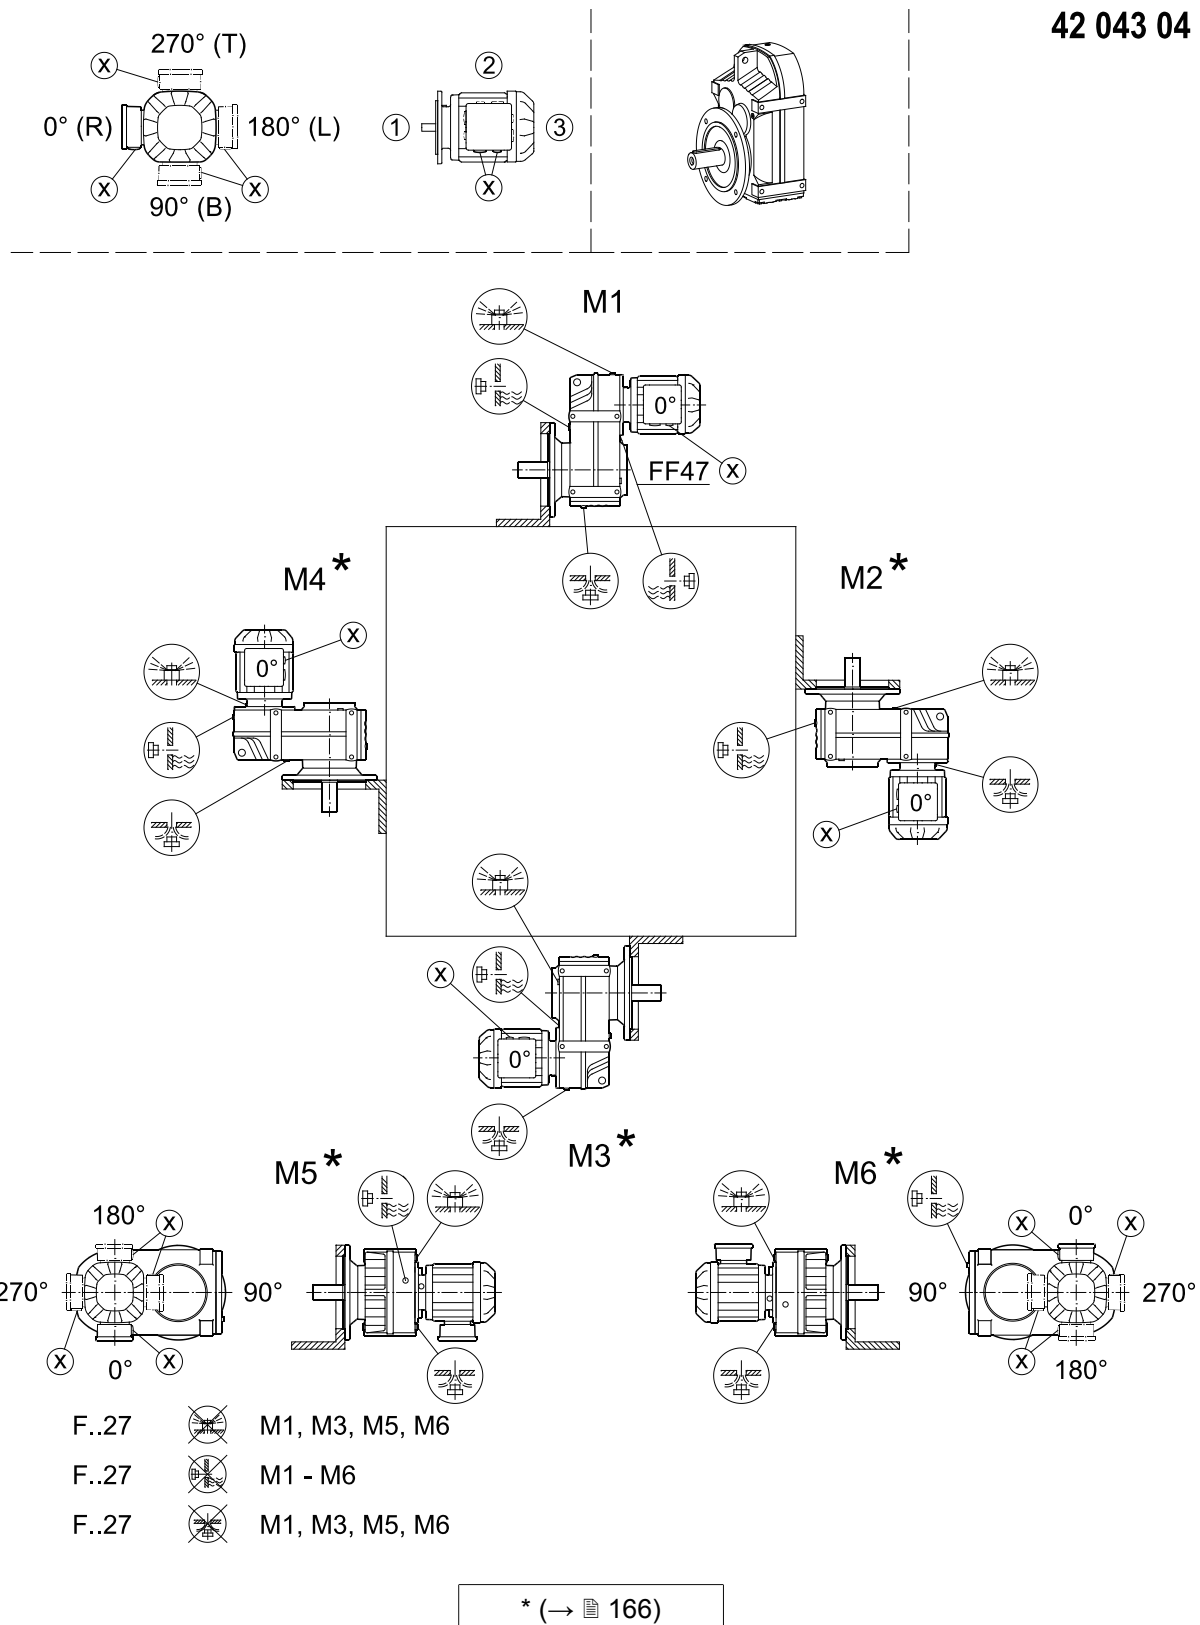 42 043 04
270° (T)
X
0° (R)
180° (L)
X
X
90° (B)
2
1
3
X
M1
0°
FF47
X
M4*
M2*
X
0°
0°
X
X
0°
M3*
M5*
M6*
180°
X
270°
90°
X
0°
X
X
0°
X
90°
270°
X
180°
F..27 M1, M3, M5, M6
F..27 M1 - M6
F..27 M1, M3, M5, M6
* (→ 166)